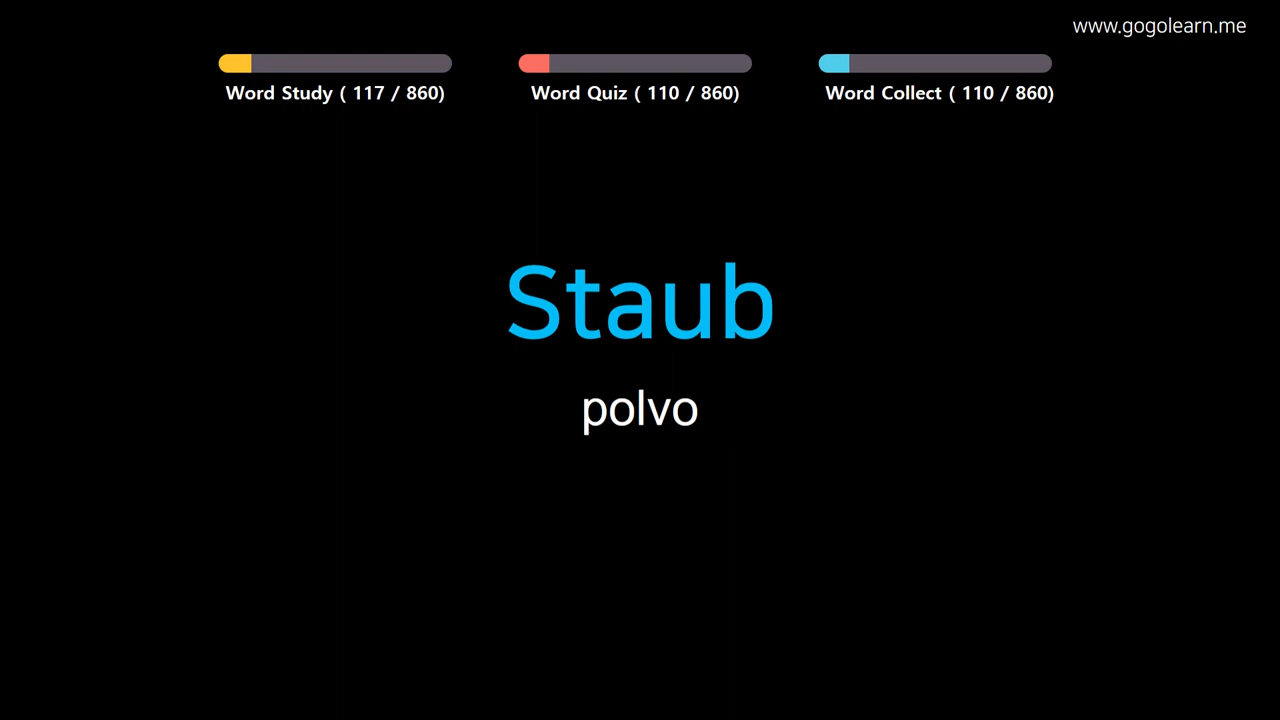 www.gogolearn.me
Word Study ( 117 / 860)
Word Quiz ( 110 / 860)
Word Collect ( 110 / 860)
Staub
polvo